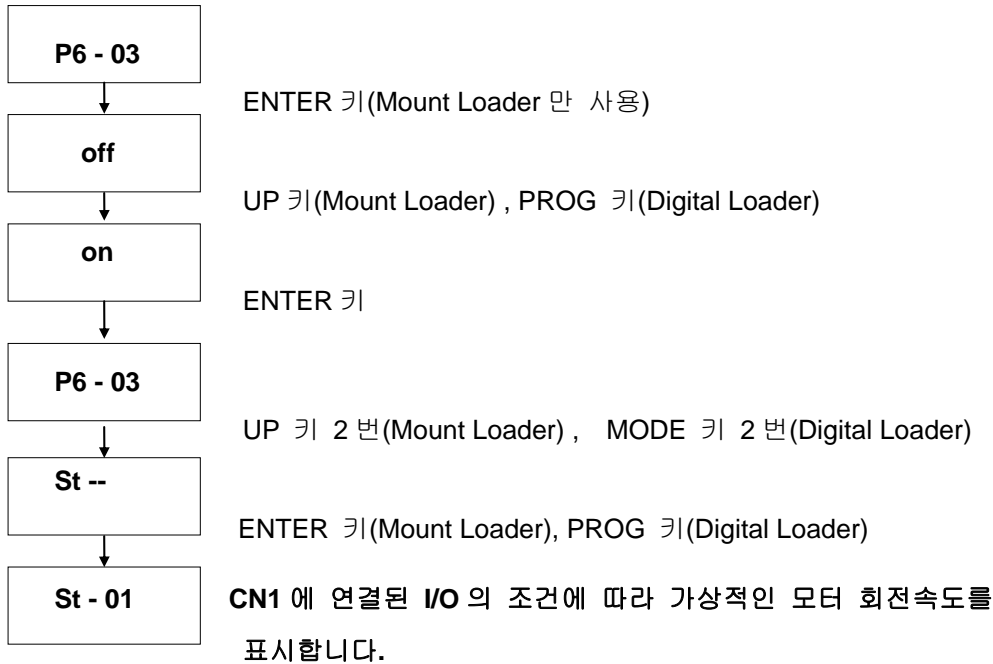 P6 - 03
ENTER 키(Mount Loader 만 사용)
off
UP 키(Mount Loader) , PROG 키(Digital Loader)
on
ENTER 키
P6 - 03
UP 키 2 번(Mount Loader) , MODE 키 2 번(Digital Loader)
St --
ENTER 키(Mount Loader), PROG 키(Digital Loader)
St - 01
CN1 에 연결된 I/O 의 조건에 따라 가상적인 모터 회전속도를
표시합니다.